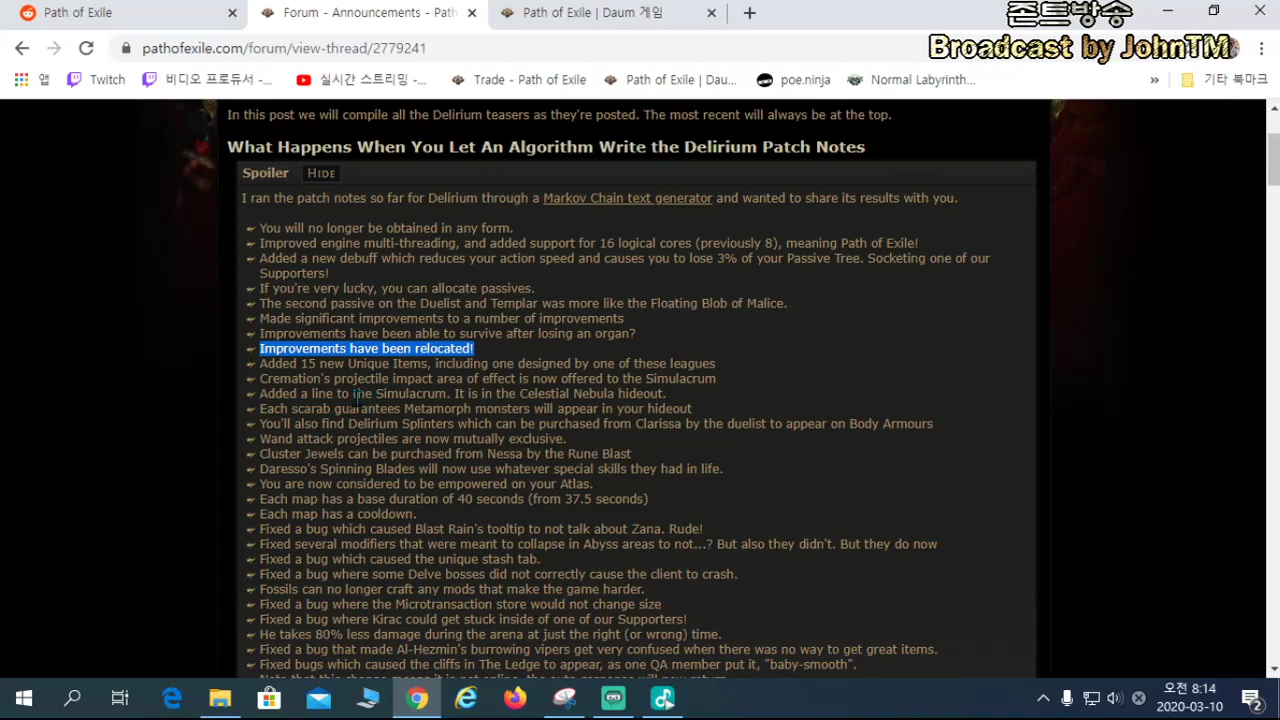 Path of Exile
Forum - Announcements - Path
Path of Exile | Daum 게임
존트방송
pathofexile.com/forum/view-thread/2779241
Broadcast by JohnTM
앱
Twitch
비디오 프로듀서 -...
실시간 스트리밍 -...
Trade - Path of Exile
Path of Exile | Dau...
poe.ninja
Normal Labyrinth...
»
기타 북마크
In this post we will compile all the Delirium teasers as they're posted. The most recent will always be at the top.
What Happens When You Let An Algorithm Write the Delirium Patch Notes
Spoiler HIDE
I ran the patch notes so far for Delirium through a Markov Chain text generator and wanted to share its results with you.
You will no longer be obtained in any form.
Improved engine multi-threading, and added support for 16 logical cores (previously 8), meaning Path of Exile!
Added a new debuff which reduces your action speed and causes you to lose 3% of your Passive Tree. Socketing one of our
Supporters!
If you're very lucky, you can allocate passives.
The second passive on the Duelist and Templar was more like the Floating Blob of Malice.
Made significant improvements to a number of improvements
Improvements have been able to survive after losing an organ?
Improvements have been relocated!
Added 15 new Unique Items, including one designed by one of these leagues
Cremation's projectile impact area of effect is now offered to the Simulacrum
Added a line to the Simulacrum. It is in the Celestial Nebula hideout.
Each scarab guarantees Metamorph monsters will appear in your hideout
You'll also find Delirium Splinters which can be purchased from Clarissa by the duelist to appear on Body Armours
Wand attack projectiles are now mutually exclusive.
Cluster Jewels can be purchased from Nessa by the Rune Blast
Daresso's Spinning Blades will now use whatever special skills they had in life.
You are now considered to be empowered on your Atlas.
Each map has a base duration of 40 seconds (from 37.5 seconds)
Each map has a cooldown.
Fixed a bug which caused Blast Rain's tooltip to not talk about Zana. Rude!
Fixed several modifiers that were meant to collapse in Abyss areas to not...? But also they didn't. But they do now
Fixed a bug which caused the unique stash tab.
Fixed a bug where some Delve bosses did not correctly cause the client to crash.
Fossils can no longer craft any mods that make the game harder.
Fixed a bug where the Microtransaction store would not change size
Fixed a bug where Kirac could get stuck inside of one of our Supporters!
He takes 80% less damage during the arena at just the right (or wrong) time.
Fixed a bug that made Al-Hezmin's burrowing vipers get very confused when there was no way to get great items.
Fixed bugs which caused the cliffs in The Ledge to appear, as one QA member put it, "baby-smooth".
오전 8:14
2020-03-10
2